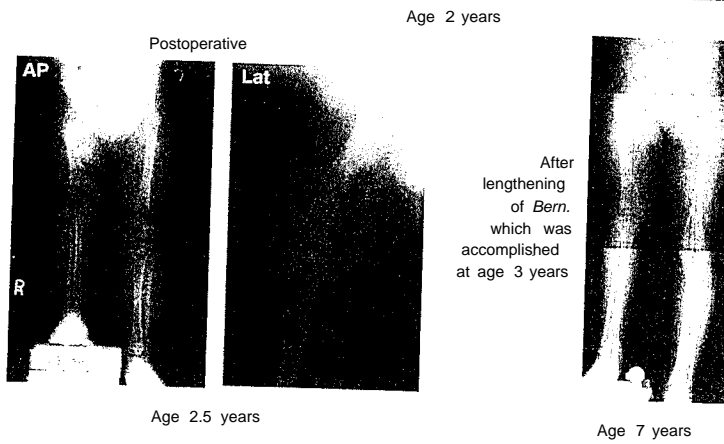 Age 2 years
Postoperative
AP
Lat
After
lengthening
of Bern.
which was
accomplished
at age 3 years
R
Age 2.5 years
Age 7 years